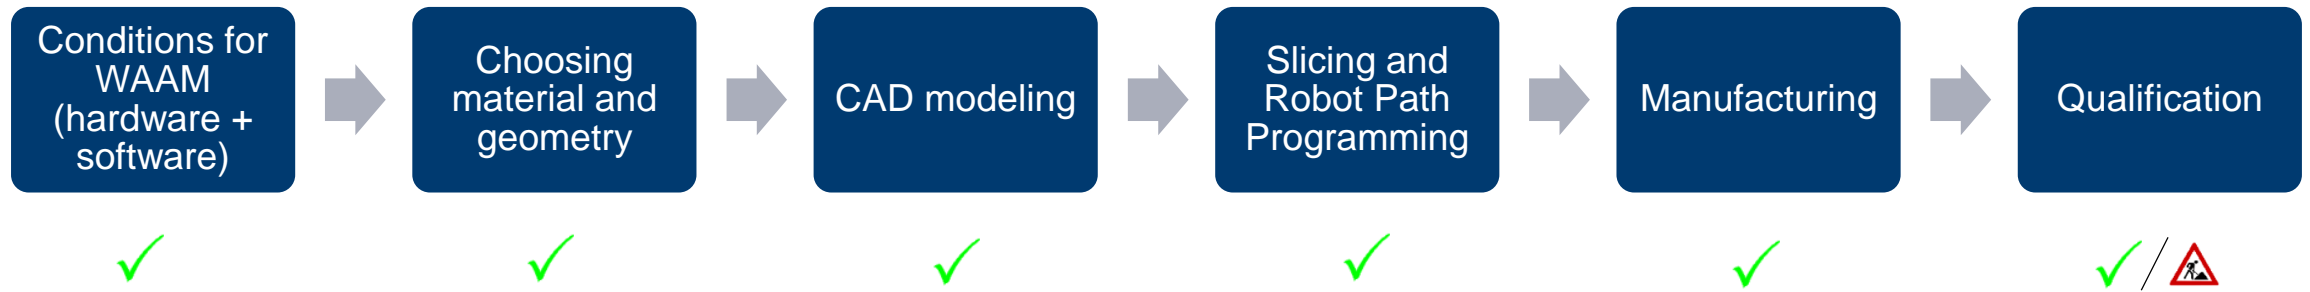 Conditions for
WAAM
(hardware +
software)
Choosing
material and
geometry
CAD modeling
Slicing and
Robot Path
Programming
Manufacturing
Qualification